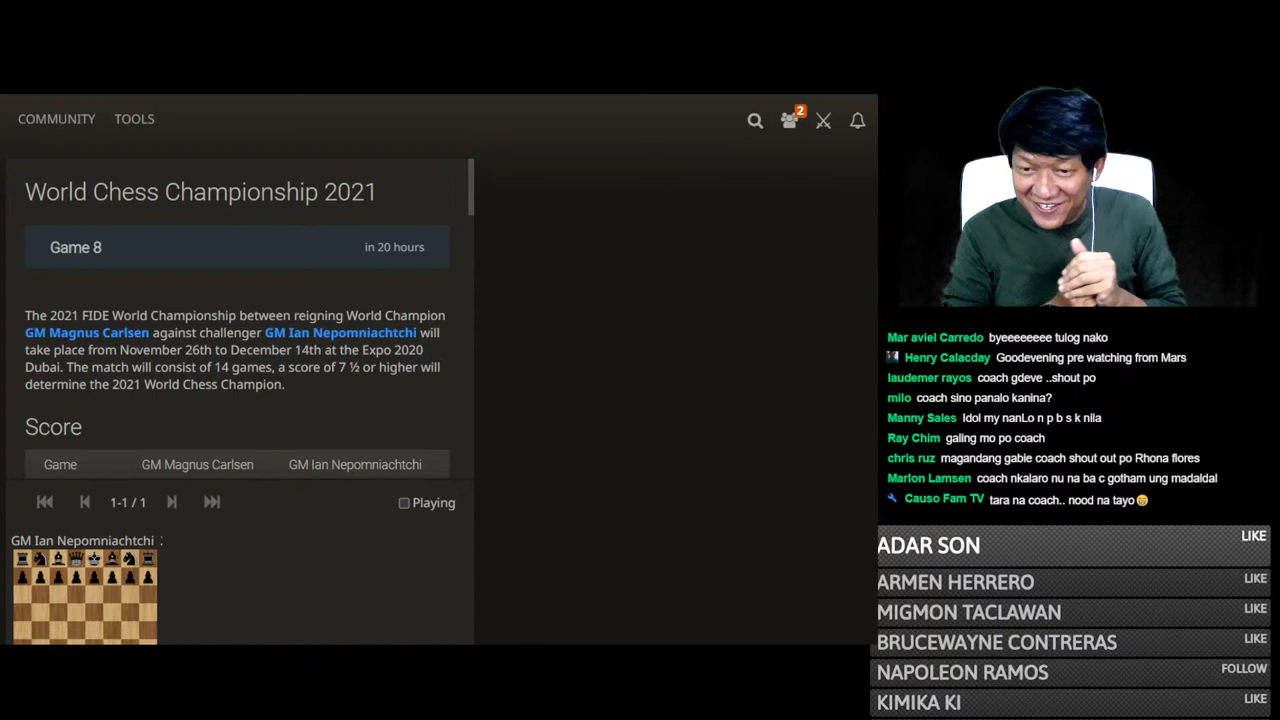 COMMUNITY TOOLS
2
World Chess Championship 2021
Game 8 in 20 hours
The 2021 FIDE World Championship between reigning World Champion
GM Magnus Carlsen against challenger GM Ian Nepomniachtchi will
take place from November 26th to December 14th at the Expo 2020
Dubai. The match will consist of 14 games, a score of 7 ½ or higher will
determine the 2021 World Chess Champion.
Score
Game GM Magnus Carlsen GM Ian Nepomniachtchi
1-1 / 1 Playing
GM Ian Nepomniachtchi
Mar aviel Carredo byeeeeeeee tulog nako
Henry Calacday Goodevening pre watching from Mars
laudemer rayos coach gdeve ..shout po
milo coach sino panalo kanina?
Manny Sales Idol my nanLo n p b s k nila
Ray Chim galing mo po coach
chris ruz magandang gabie coach shout out po Rhona flores
Marlon Lamsen coach nkalaro nu na ba c gotham ung madaldal
Causo Fam TV tara na coach.. nood na tayo😁
ADAR SON LIKE
ARMEN HERRERO LIKE
MIGMON TACLAWAN LIKE
BRUCEWAYNE CONTRERAS LIKE
NAPOLEON RAMOS FOLLOW
KIMIKA KI LIKE